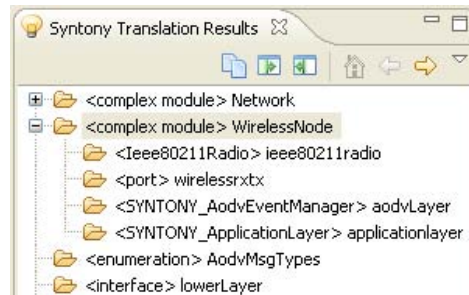 Syntony Translation Results
<complex module> Network
<complex module> WirelessNode
<Ieee80211Radio> ieee80211radio
<port> wirelessrxtx
<SYNTONY_AodvEventManager> aodvLayer
<SYNTONY_ApplicationLayer> applicationlayer
<enumeration> AodvMsgTypes
<interface> lowerLayer